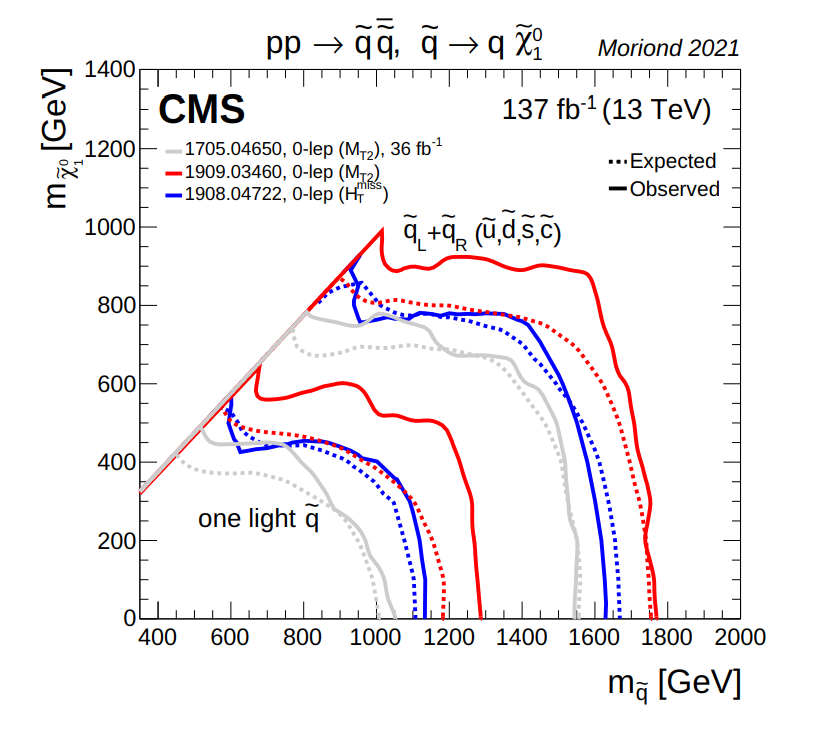 pp → q̃ q̃̄, q̃ → q χ̃₁⁰ Moriond 2021
m_χ̃₁⁰ [GeV]
1400
1200
1000
800
600
400
200
0
CMS 137 fb⁻¹ (13 TeV)
1705.04650, 0-lep (M_T2), 36 fb⁻¹
1909.03460, 0-lep (M_T2)
1908.04722, 0-lep (H_T^miss)
Expected
Observed
q̃_L+q̃_R (ũ,d̃,s̃,c̃)
one light q̃
400 600 800 1000 1200 1400 1600 1800 2000
m_q̃ [GeV]